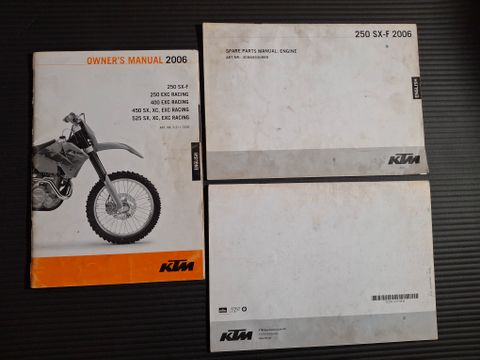 OWNER'S MANUAL 2006
250 SX-F
250 EXC RACING
400 EXC RACING
450 SX, XC, EXC RACING
525 SX, XC, EXC RACING
ENGLISH
KTM
250 SX-F 2006
SPARE PARTS MANUAL: ENGINE
ENGLISH
KTM
KTM